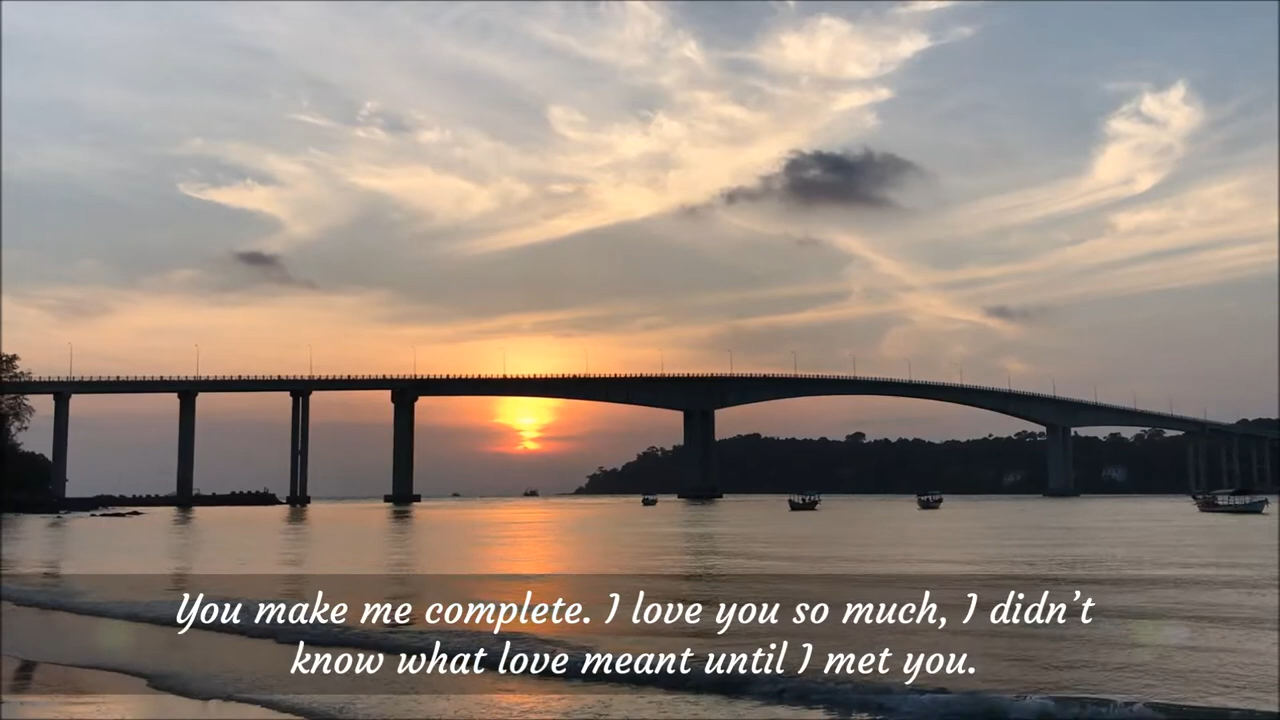 You make me complete. I love you so much, I didn’t
know what love meant until I met you.